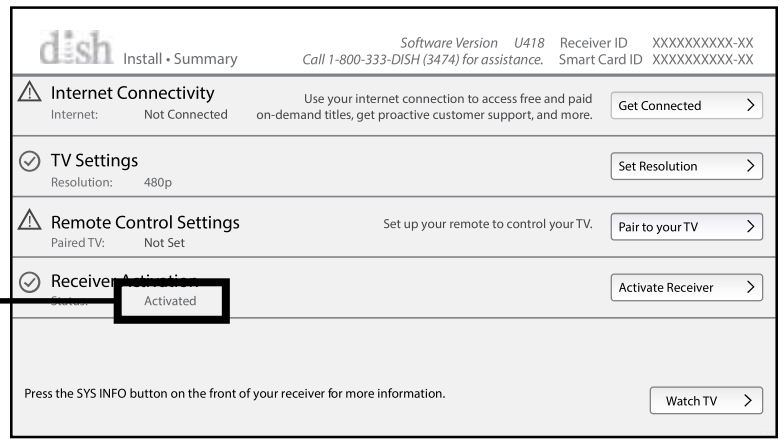 dish
Install • Summary
Software Version U418 Receiver ID XXXXXXXXXX-XX
Call 1-800-333-DISH (3474) for assistance. Smart Card ID XXXXXXXXXX-XX
Internet Connectivity
Internet: Not Connected
Use your internet connection to access free and paid
on-demand titles, get proactive customer support, and more.
Get Connected
TV Settings
Resolution: 480p
Set Resolution
Remote Control Settings
Paired TV: Not Set
Set up your remote to control your TV.
Pair to your TV
Receiver Activation
Status: Activated
Activate Receiver
Press the SYS INFO button on the front of your receiver for more information.
Watch TV